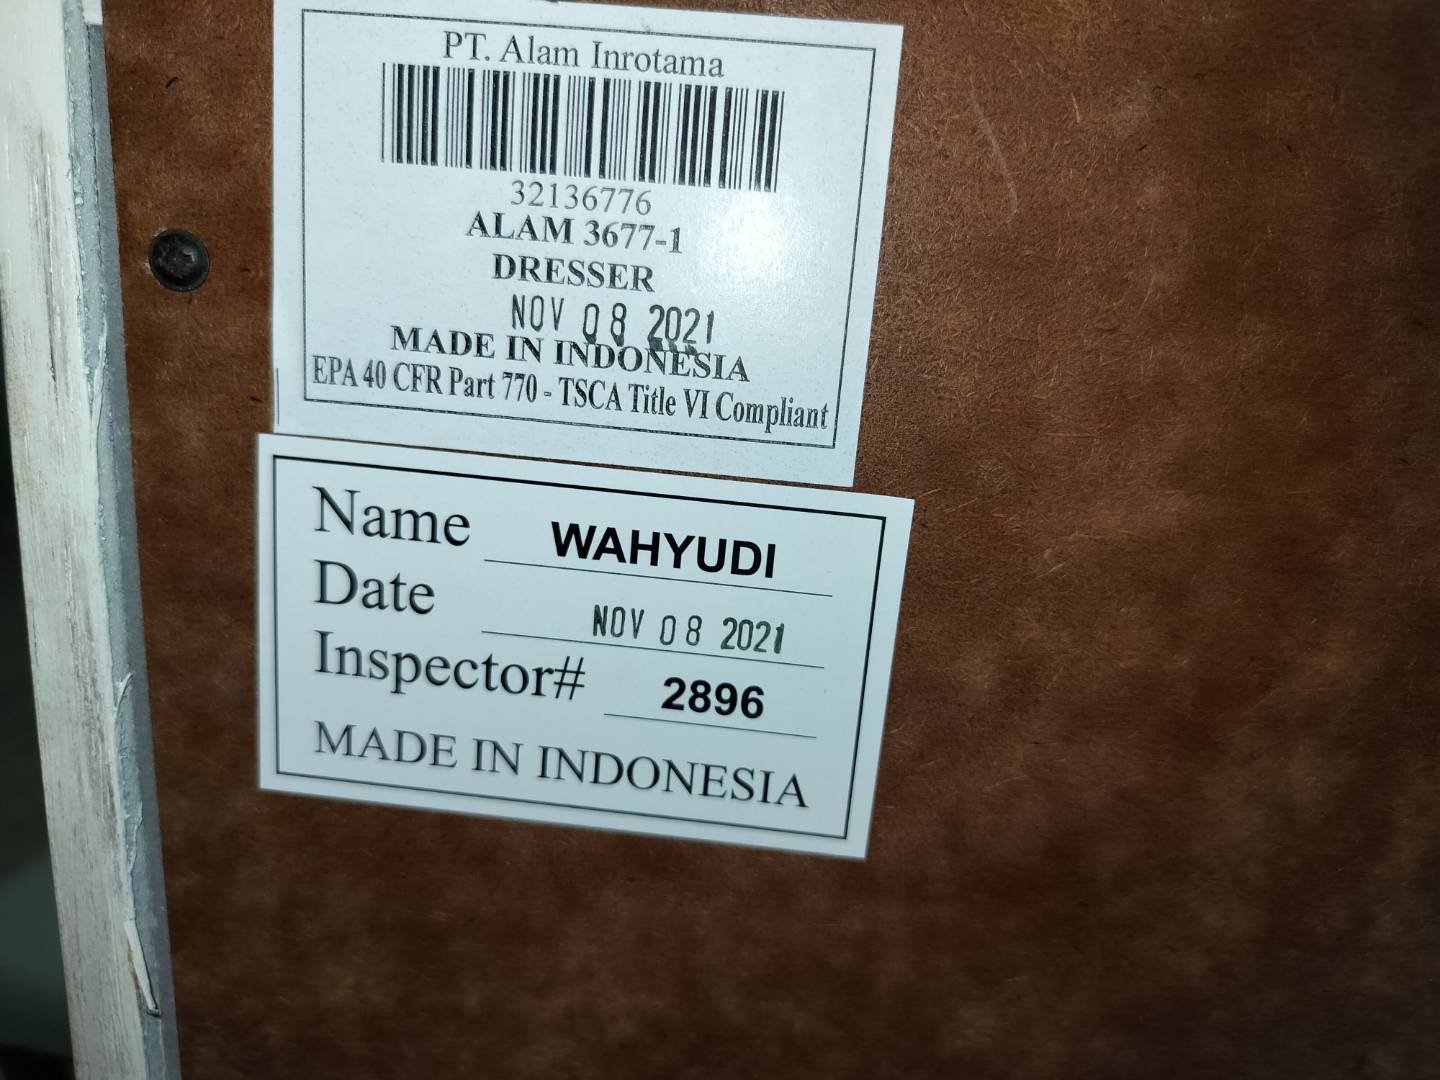 PT. Alam Inrotama
32136776
ALAM 3677-1
DRESSER
NOV 08 2021
MADE IN INDONESIA
EPA 40 CFR Part 770 - TSCA Title VI Compliant
Name WAHYUDI
Date NOV 08 2021
Inspector# 2896
MADE IN INDONESIA